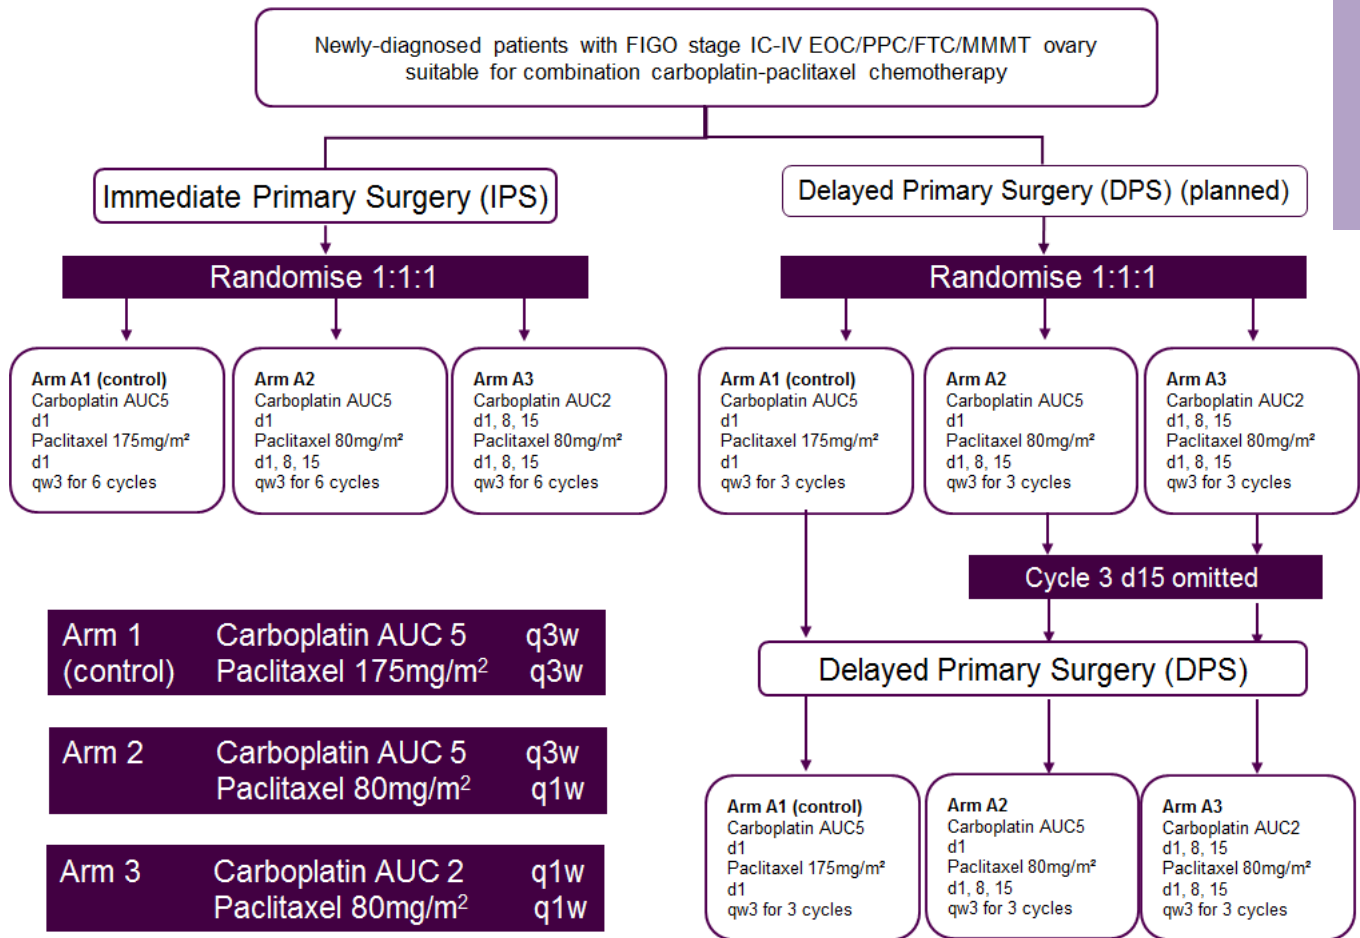 Newly-diagnosed patients with FIGO stage IC-IV EOC/PPC/FTC/MMMT ovary
suitable for combination carboplatin-paclitaxel chemotherapy
Immediate Primary Surgery (IPS)
Delayed Primary Surgery (DPS) (planned)
Randomise 1:1:1
Randomise 1:1:1
Arm A1 (control)
Carboplatin AUC5
d1
Paclitaxel 175mg/m²
d1
qw3 for 6 cycles
Arm A2
Carboplatin AUC5
d1
Paclitaxel 80mg/m²
d1, 8, 15
qw3 for 6 cycles
Arm A3
Carboplatin AUC2
d1, 8, 15
Paclitaxel 80mg/m²
d1, 8, 15
qw3 for 6 cycles
Arm A1 (control)
Carboplatin AUC5
d1
Paclitaxel 175mg/m²
d1
qw3 for 3 cycles
Arm A2
Carboplatin AUC5
d1
Paclitaxel 80mg/m²
d1, 8, 15
qw3 for 3 cycles
Arm A3
Carboplatin AUC2
d1, 8, 15
Paclitaxel 80mg/m²
d1, 8, 15
qw3 for 3 cycles
Cycle 3 d15 omitted
Delayed Primary Surgery (DPS)
Arm A1 (control)
Carboplatin AUC5
d1
Paclitaxel 175mg/m²
d1
qw3 for 3 cycles
Arm A2
Carboplatin AUC5
d1
Paclitaxel 80mg/m²
d1, 8, 15
qw3 for 3 cycles
Arm A3
Carboplatin AUC2
d1, 8, 15
Paclitaxel 80mg/m²
d1, 8, 15
qw3 for 3 cycles
Arm 1 Carboplatin AUC 5 q3w
(control) Paclitaxel 175mg/m² q3w
Arm 2 Carboplatin AUC 5 q3w
Paclitaxel 80mg/m² q1w
Arm 3 Carboplatin AUC 2 q1w
Paclitaxel 80mg/m² q1w